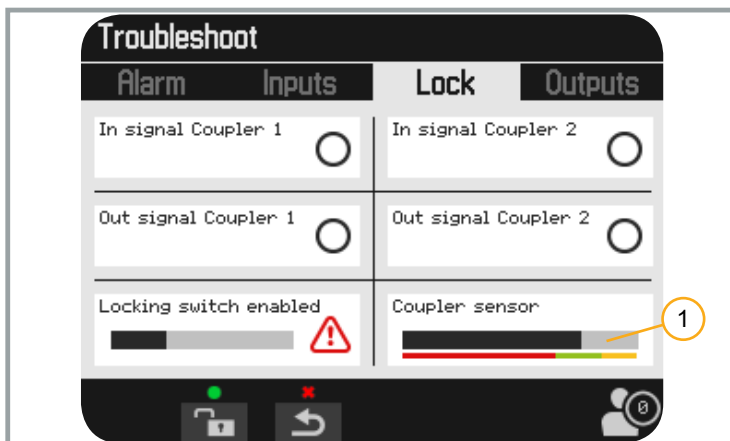 Troubleshoot
Alarm Inputs Lock Outputs
In signal Coupler 1
In signal Coupler 2
Out signal Coupler 1
Out signal Coupler 2
Locking switch enabled
Coupler sensor
1
0